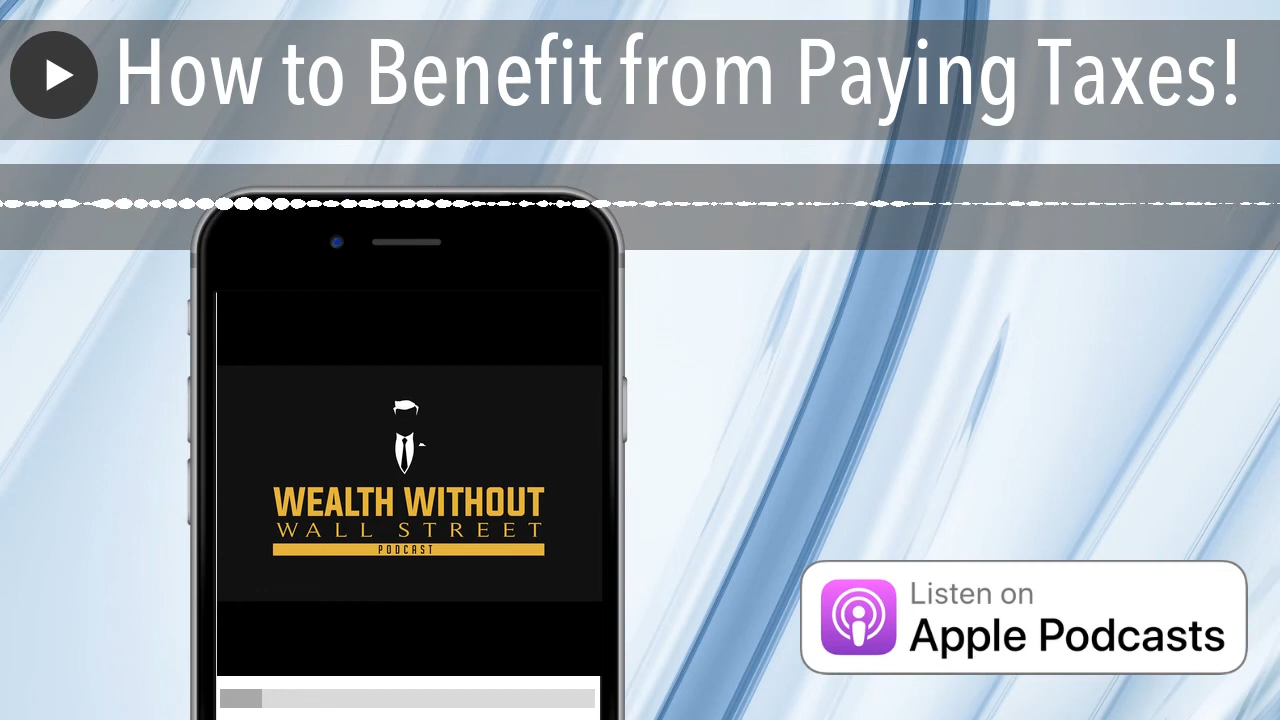 How to Benefit from Paying Taxes!
WEALTH WITHOUT
WALL STREET
PODCAST
Listen on
Apple Podcasts